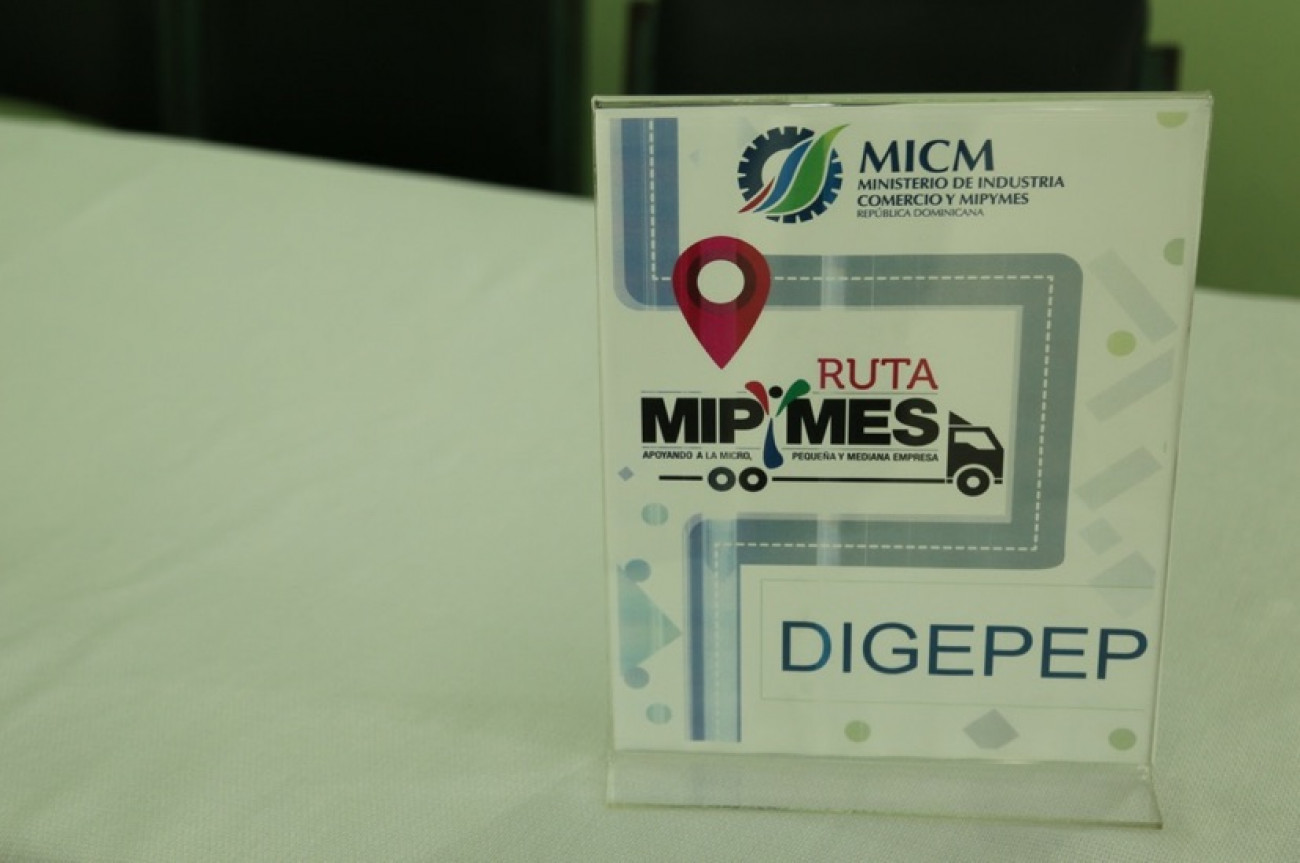 MICM
MINISTERIO DE INDUSTRIA
COMERCIO Y MIPYMES
REPÚBLICA DOMINICANA
RUTA
MIPYMES
APOYANDO A LA MICRO, PEQUEÑA Y MEDIANA EMPRESA
DIGEPEP